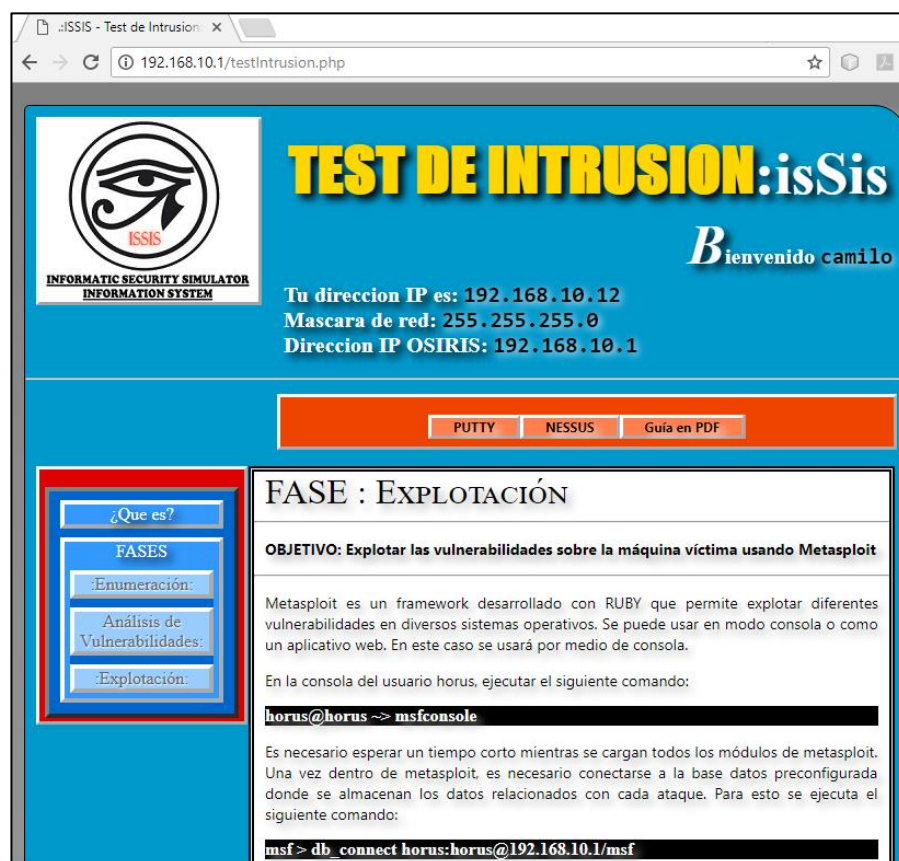 .:ISSIS - Test de Intrusion
192.168.10.1/testIntrusion.php
ISSIS
INFORMATIC SECURITY SIMULATOR
INFORMATION SYSTEM
TEST DE INTRUSION:isSis
Bienvenido camilo
Tu direccion IP es: 192.168.10.12
Mascara de red: 255.255.255.0
Direccion IP OSIRIS: 192.168.10.1
PUTTY NESSUS Guía en PDF
¿Que es?
FASES
:Enumeración:
Análisis de
Vulnerabilidades:
:Explotación:
FASE : EXPLOTACIÓN
OBJETIVO: Explotar las vulnerabilidades sobre la máquina víctima usando Metasploit
Metasploit es un framework desarrollado con RUBY que permite explotar diferentes
vulnerabilidades en diversos sistemas operativos. Se puede usar en modo consola o como
un aplicativo web. En este caso se usará por medio de consola.
En la consola del usuario horus, ejecutar el siguiente comando:
horus@horus ~> msfconsole
Es necesario esperar un tiempo corto mientras se cargan todos los módulos de metasploit.
Una vez dentro de metasploit, es necesario conectarse a la base datos preconfigurada
donde se almacenan los datos relacionados con cada ataque. Para esto se ejecuta el
siguiente comando:
msf > db_connect horus:horus@192.168.10.1/msf